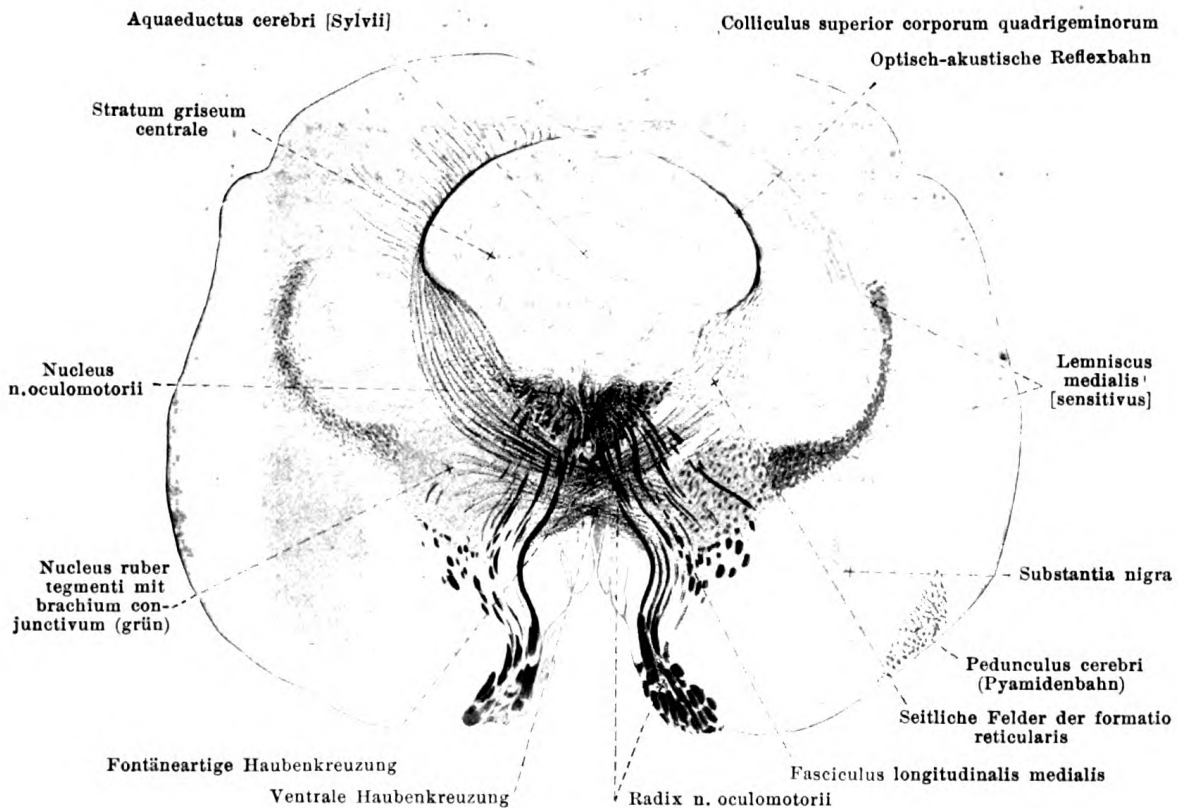 Aquaeductus cerebri [Sylvii]
Colliculus superior corporum quadrigeminorum
Optisch-akustische Reflexbahn
Stratum griseum
centrale
Nucleus
n. oculomotorii
Lemniscus
medialis
[sensitivus]
Nucleus ruber
tegmenti mit
brachium con-
junctivum (grün)
Substantia nigra
Pedunculus cerebri
(Pyamidenbahn)
Seitliche Felder der formatio
reticularis
Fontäneartige Haubenkreuzung
Fasciculus longitudinalis medialis
Ventrale Haubenkreuzung
Radix n. oculomotorii